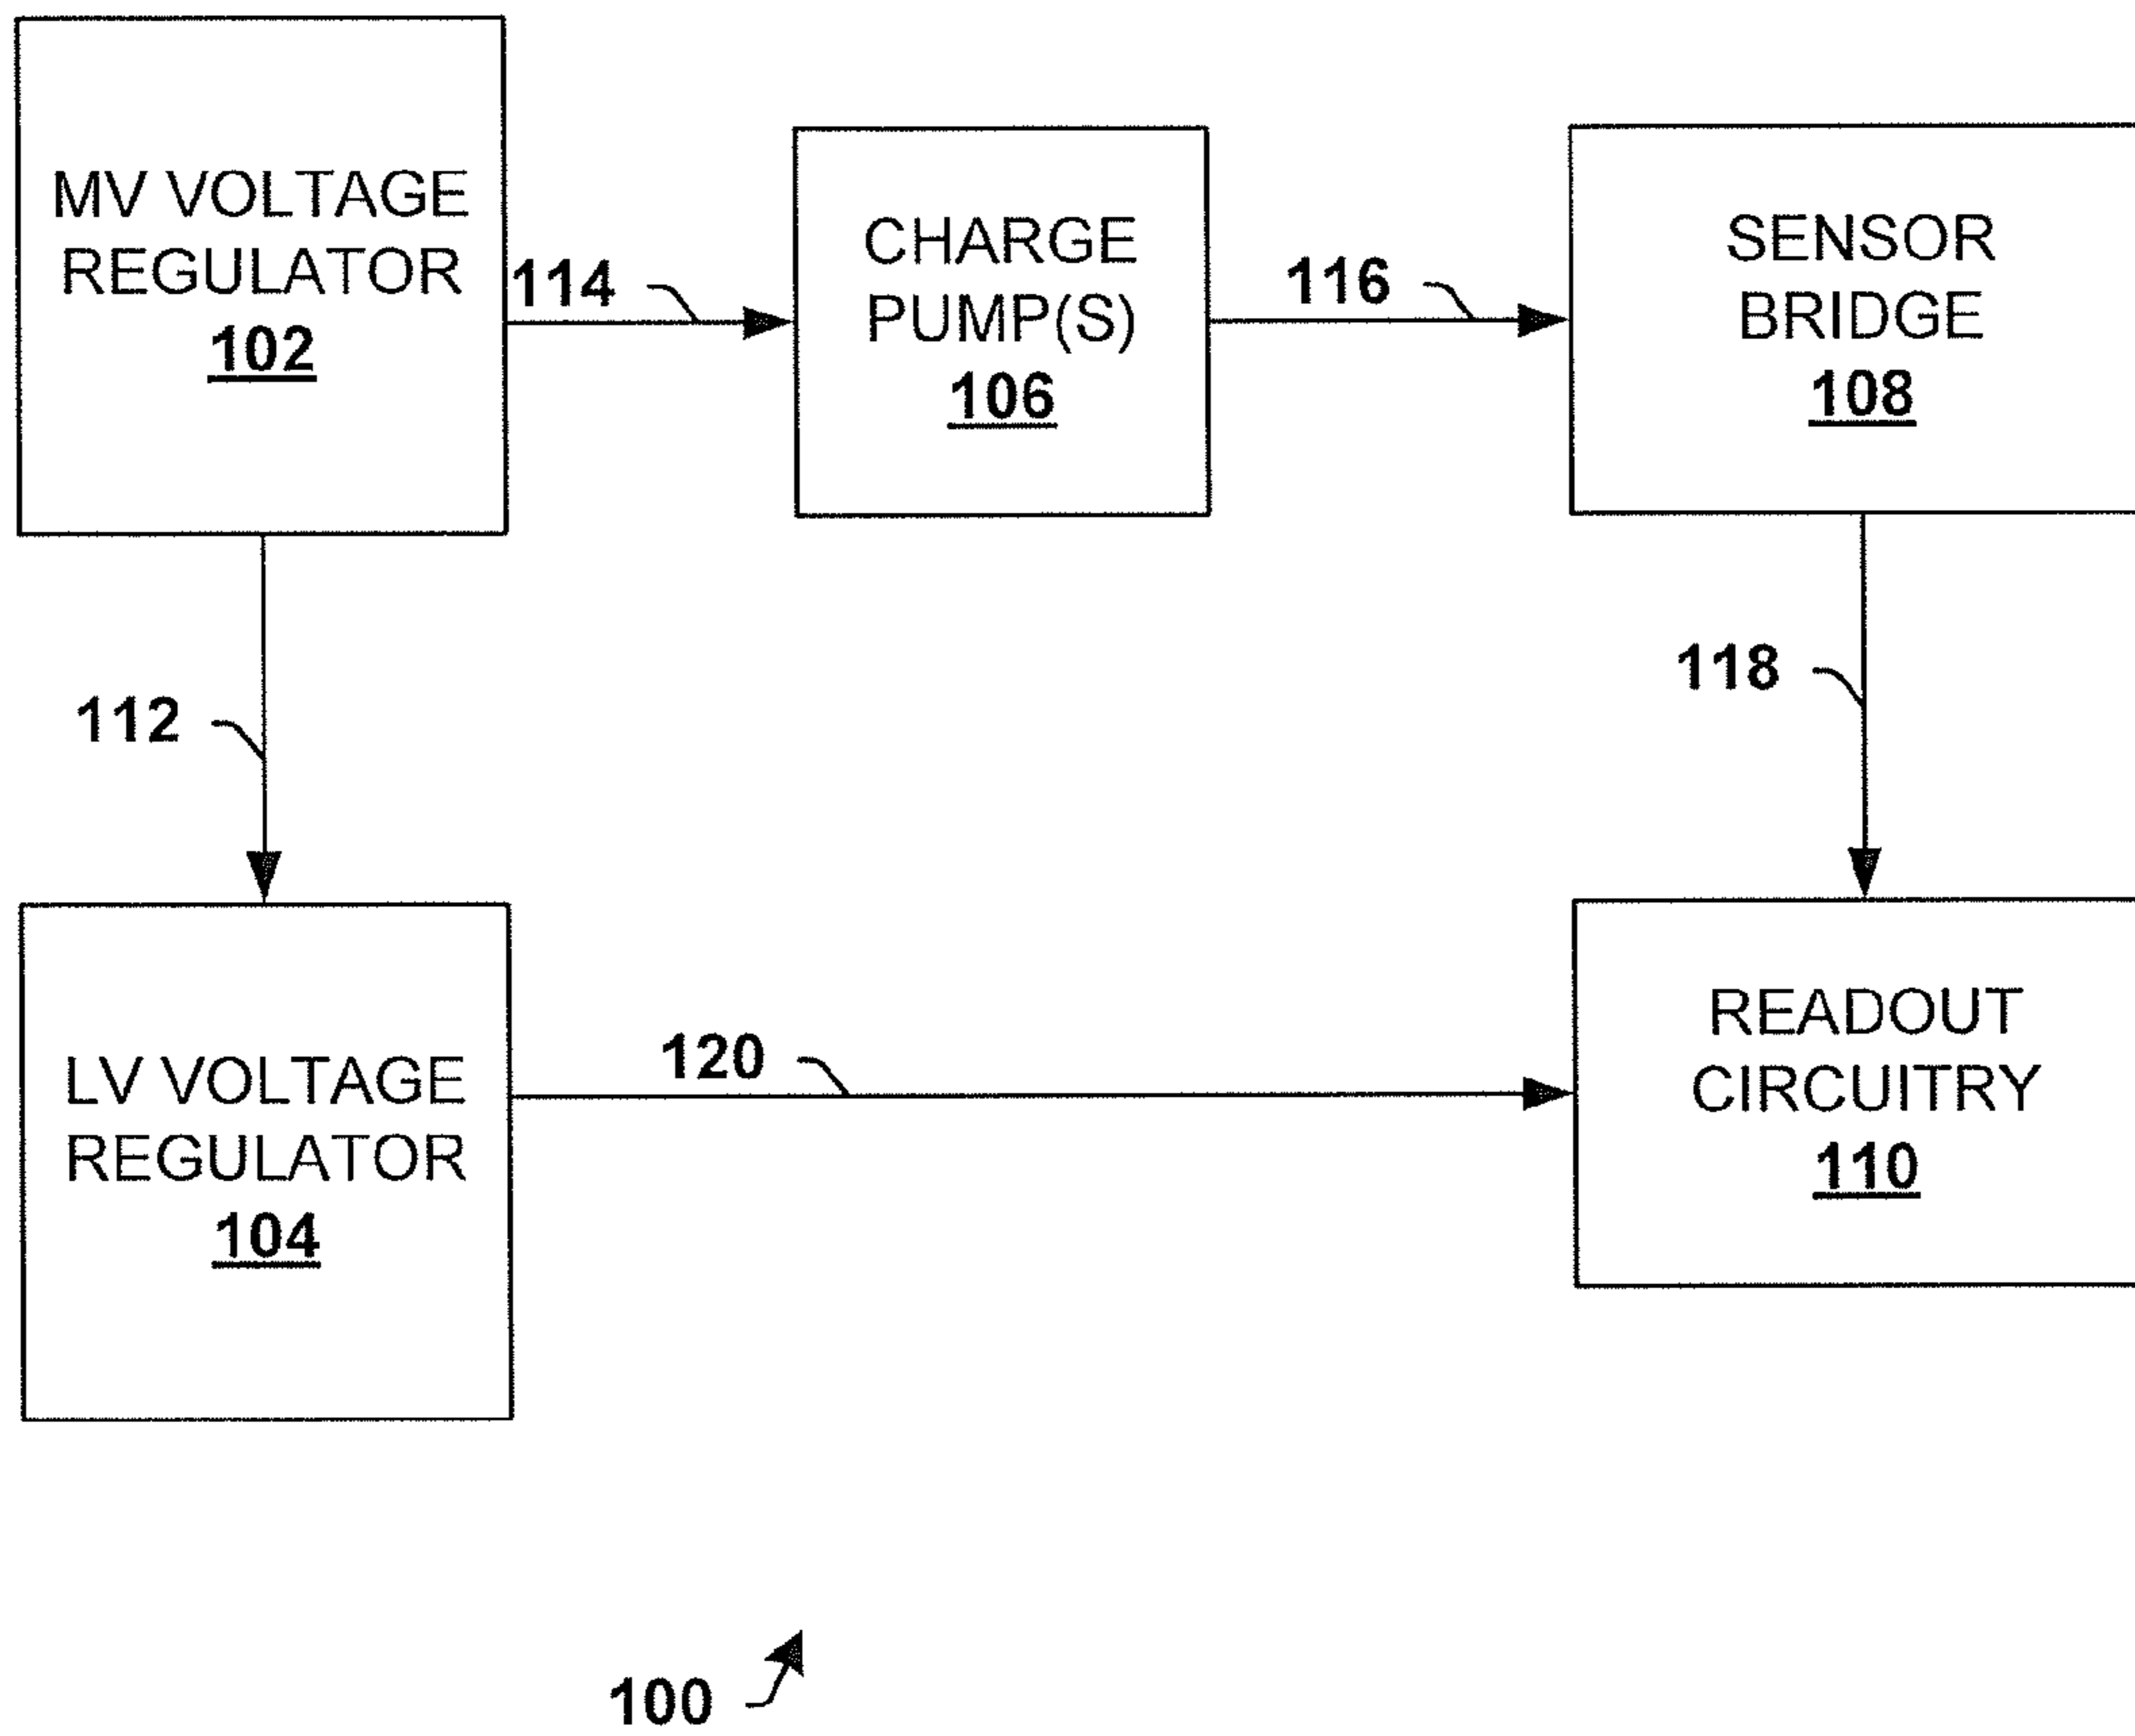 MV VOLTAGE
REGULATOR
102
114
CHARGE
PUMP(S)
106
116
SENSOR
BRIDGE
108
112
118
LV VOLTAGE
REGULATOR
104
120
READOUT
CIRCUITRY
110
100